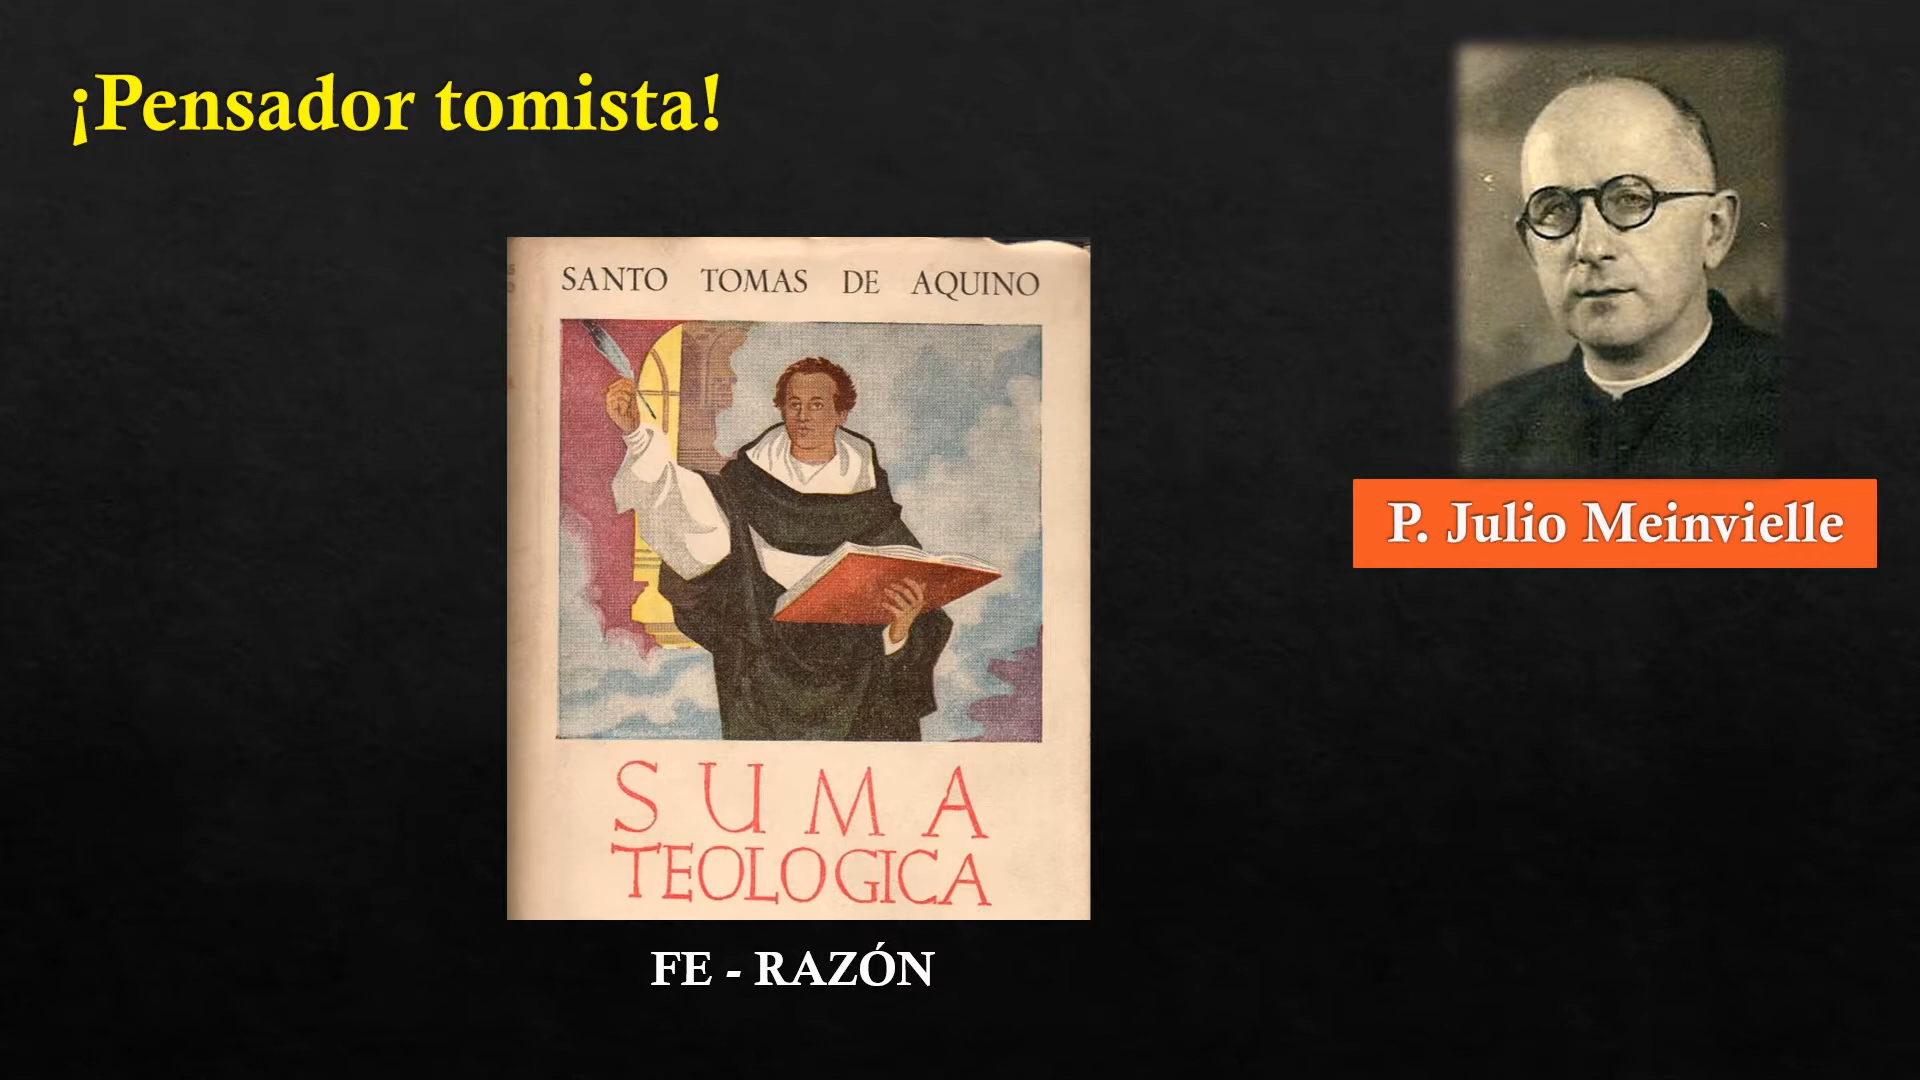 ¡Pensador tomista!
SANTO TOMAS DE AQUINO
SUMA
TEOLOGICA
FE - RAZÓN
P. Julio Meinvielle